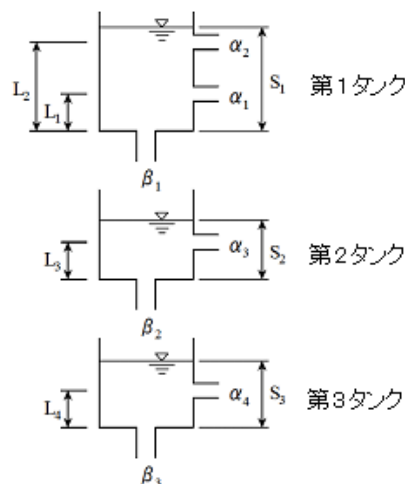 α₂
L₂
S₁ 第1タンク
L₁
α₁
β₁
L₃
α₃
S₂ 第2タンク
β₂
L₄
α₄
S₃ 第3タンク
β₃